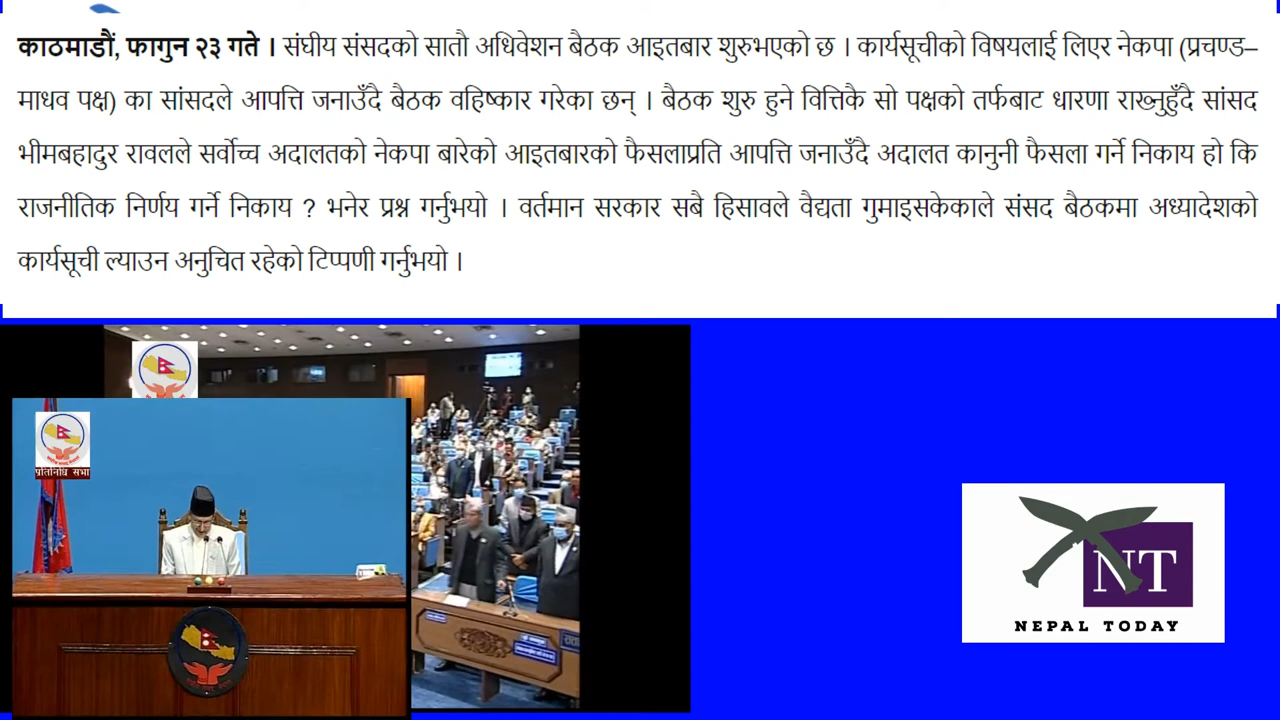 काठमाडौं, फागुन २३ गते । संघीय संसदको सातौ अधिवेशन बैठक आइतबार शुरुभएको छ । कार्यसूचीको विषयलाई लिएर नेकपा (प्रचण्ड–
माधव पक्ष) का सांसदले आपत्ति जनाउँदै बैठक वहिष्कार गरेका छन् । बैठक शुरु हुने वित्तिकै सो पक्षको तर्फबाट धारणा राख्नुहुँदै सांसद
भीमबहादुर रावलले सर्वोच्च अदालतको नेकपा बारेको आइतबारको फैसलाप्रति आपत्ति जनाउँदै अदालत कानुनी फैसला गर्ने निकाय हो कि
राजनीतिक निर्णय गर्ने निकाय ? भनेर प्रश्न गर्नुभयो । वर्तमान सरकार सबै हिसावले वैद्यता गुमाइसकेकाले संसद बैठकमा अध्यादेशको
कार्यसूची ल्याउन अनुचित रहेको टिप्पणी गर्नुभयो ।
प्रतिनिधि सभा
NT
NEPAL TODAY